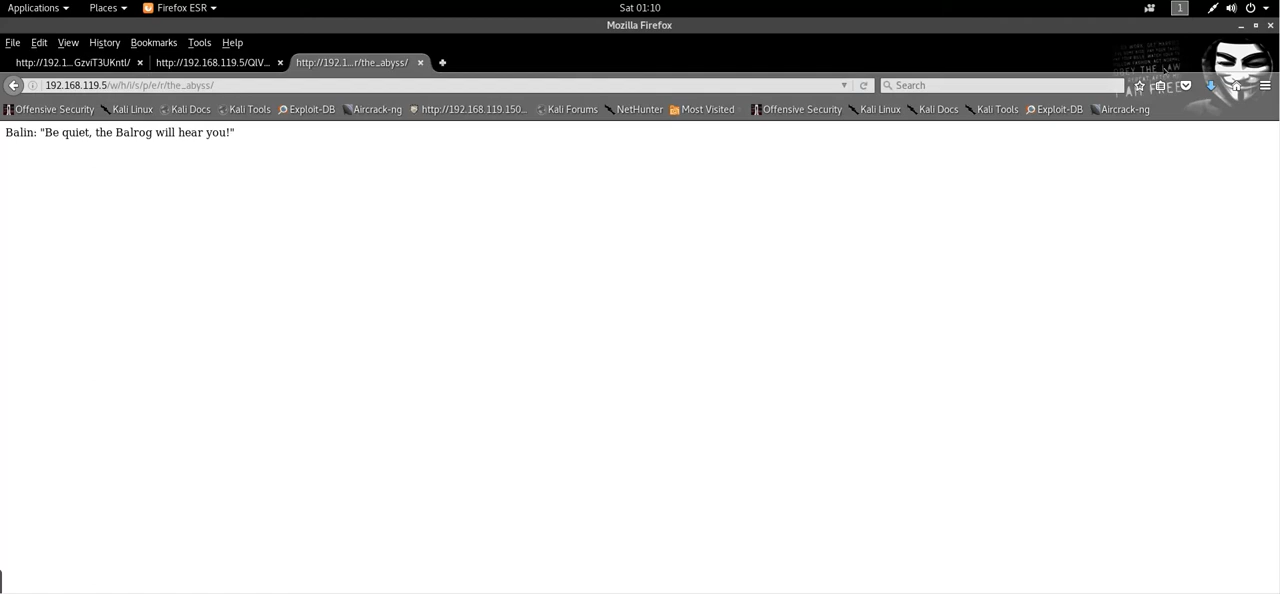 Applications Places Firefox ESR Sat 01:10 1
Mozilla Firefox
File Edit View History Bookmarks Tools Help
http://192.1...GzviT3UKntl/ http://192.168.119.5/QlV... http://192.1...r/the_abyss/
192.168.119.5/w/h/i/s/p/e/r/the_abyss/ Search
Offensive Security Kali Linux Kali Docs Kali Tools Exploit-DB Aircrack-ng http://192.168.119.150... Kali Forums NetHunter Most Visited Offensive Security Kali Linux Kali Docs Kali Tools Exploit-DB Aircrack-ng
Balin: "Be quiet, the Balrog will hear you!"